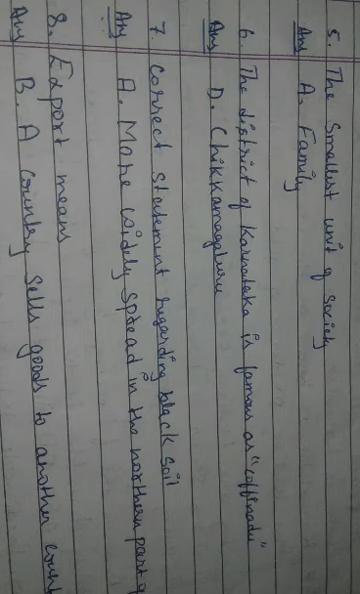 5. The smallest unit of Society
Ans A. Family
6. The district of Karnataka is famous as "coffinadu"
Ans D. Chikkamagaluru
7. Correct Statement regarding black soil
Ans A. More widely Spread in the northern part
8. Export means
Ans B. A Country Sells goods to another